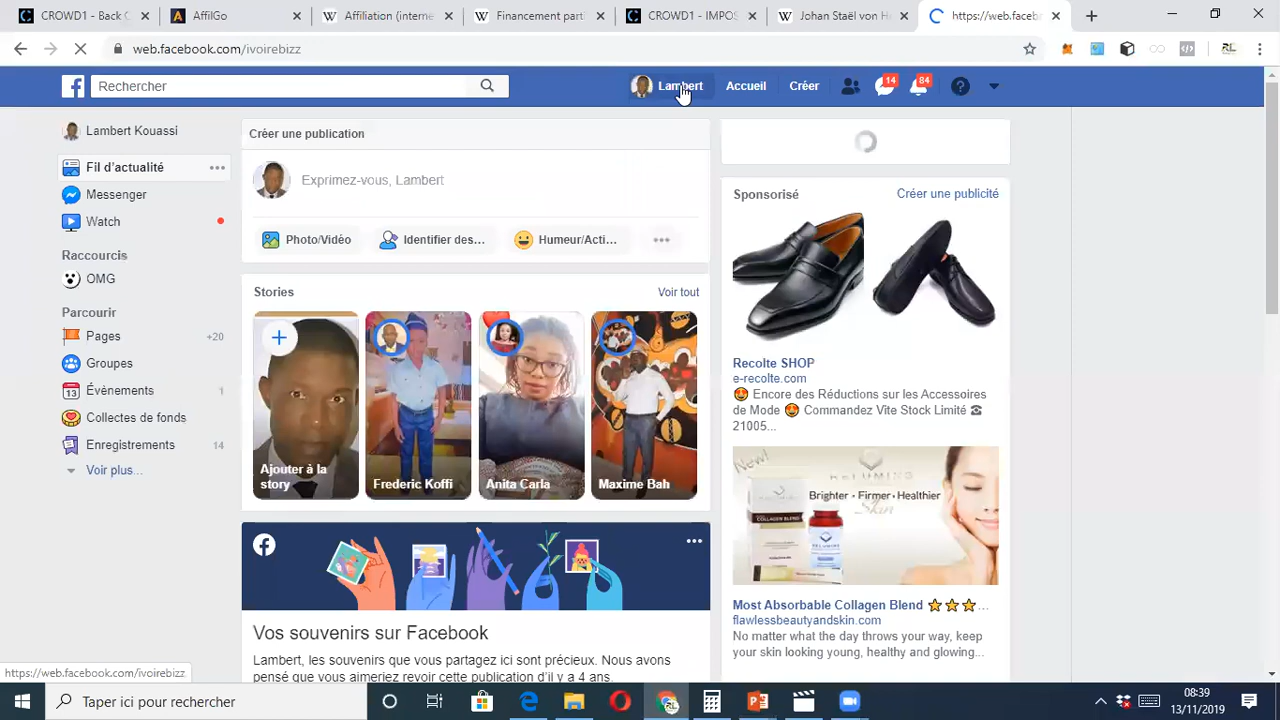 CROWD1 - Back C
AffilGo
Affiliation (interne
Financement parti
CROWD1 - IMPO
Johan Staël von H
https://web.faceb
web.facebook.com/ivoirebizz
Rechercher
Lambert
Accueil
Créer
14
84
Lambert Kouassi
Fil d'actualité
Messenger
Watch
Raccourcis
OMG
Parcourir
Pages +20
Groupes
Évènements 1
Collectes de fonds
Enregistrements 14
Voir plus...
Créer une publication
Exprimez-vous, Lambert
Photo/Vidéo
Identifier des...
Humeur/Acti...
Stories
Voir tout
Ajouter à la
story
Frederic Koffi
Anita Carla
Maxime Bah
Vos souvenirs sur Facebook
Lambert, les souvenirs que vous partagez ici sont précieux. Nous avons
pensé que vous aimeriez revoir cette publication d'il y a 4 ans.
Sponsorisé
Créer une publicité
Recolte SHOP
e-recolte.com
😍 Encore des Réductions sur les Accessoires
de Mode 😍 Commandez Vite Stock Limité ☎
21005...
New!
RELUMINS
Brighter • Firmer • Healthier
Skin
COLLAGEN BLEND
Most Absorbable Collagen Blend ⭐⭐⭐...
flawlessbeautyandskin.com
No matter what the day throws your way, keep
your skin looking young, healthy and glowing...
https://web.facebook.com/ivoirebizz
Taper ici pour rechercher
08:39
13/11/2019